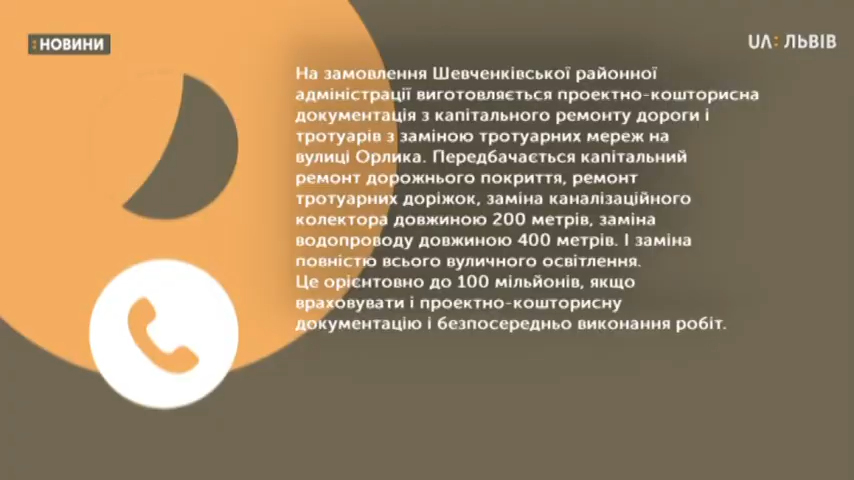 :НОВИНИ
UA: ЛЬВІВ
На замовлення Шевченківської районної
адміністрації виготовляється проектно-кошторисна
документація з капітального ремонту дороги і
тротуарів з заміною тротуарних мереж на
вулиці Орлика. Передбачається капітальний
ремонт дорожнього покриття, ремонт
тротуарних доріжок, заміна каналізаційного
колектора довжиною 200 метрів, заміна
водопроводу довжиною 400 метрів. І заміна
повністю всього вуличного освітлення.
Це орієнтовно до 100 мільйонів, якщо
враховувати і проектно-кошторисну
документацію і безпосередньо виконання робіт.